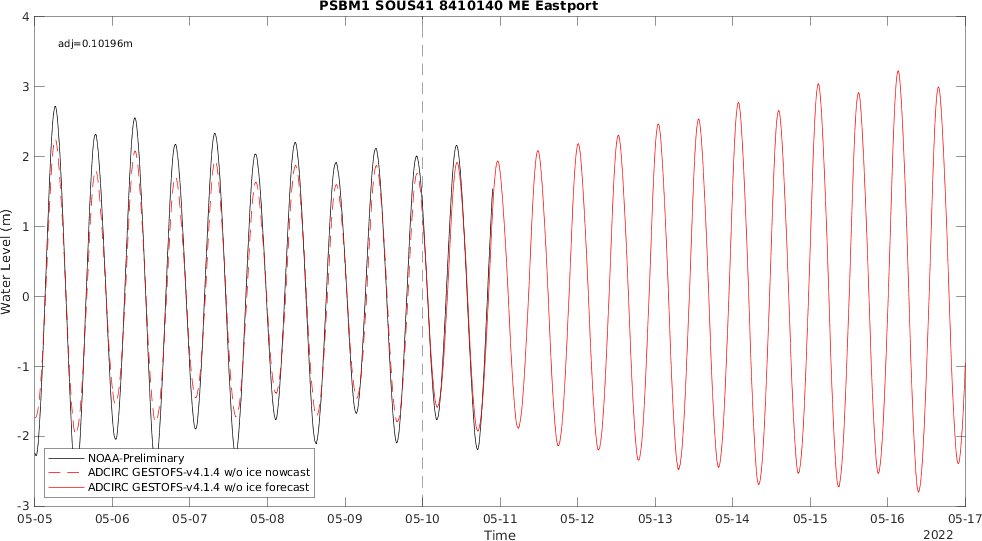 PSBM1 SOUS41 8410140 ME Eastport
adj=0.10196m
Water Level (m)
4
3
2
1
0
-1
-2
-3
NOAA-Preliminary
ADCIRC GESTOFS-v4.1.4 w/o ice nowcast
ADCIRC GESTOFS-v4.1.4 w/o ice forecast
05-05 05-06 05-07 05-08 05-09 05-10 05-11 05-12 05-13 05-14 05-15 05-16 05-17
Time
2022